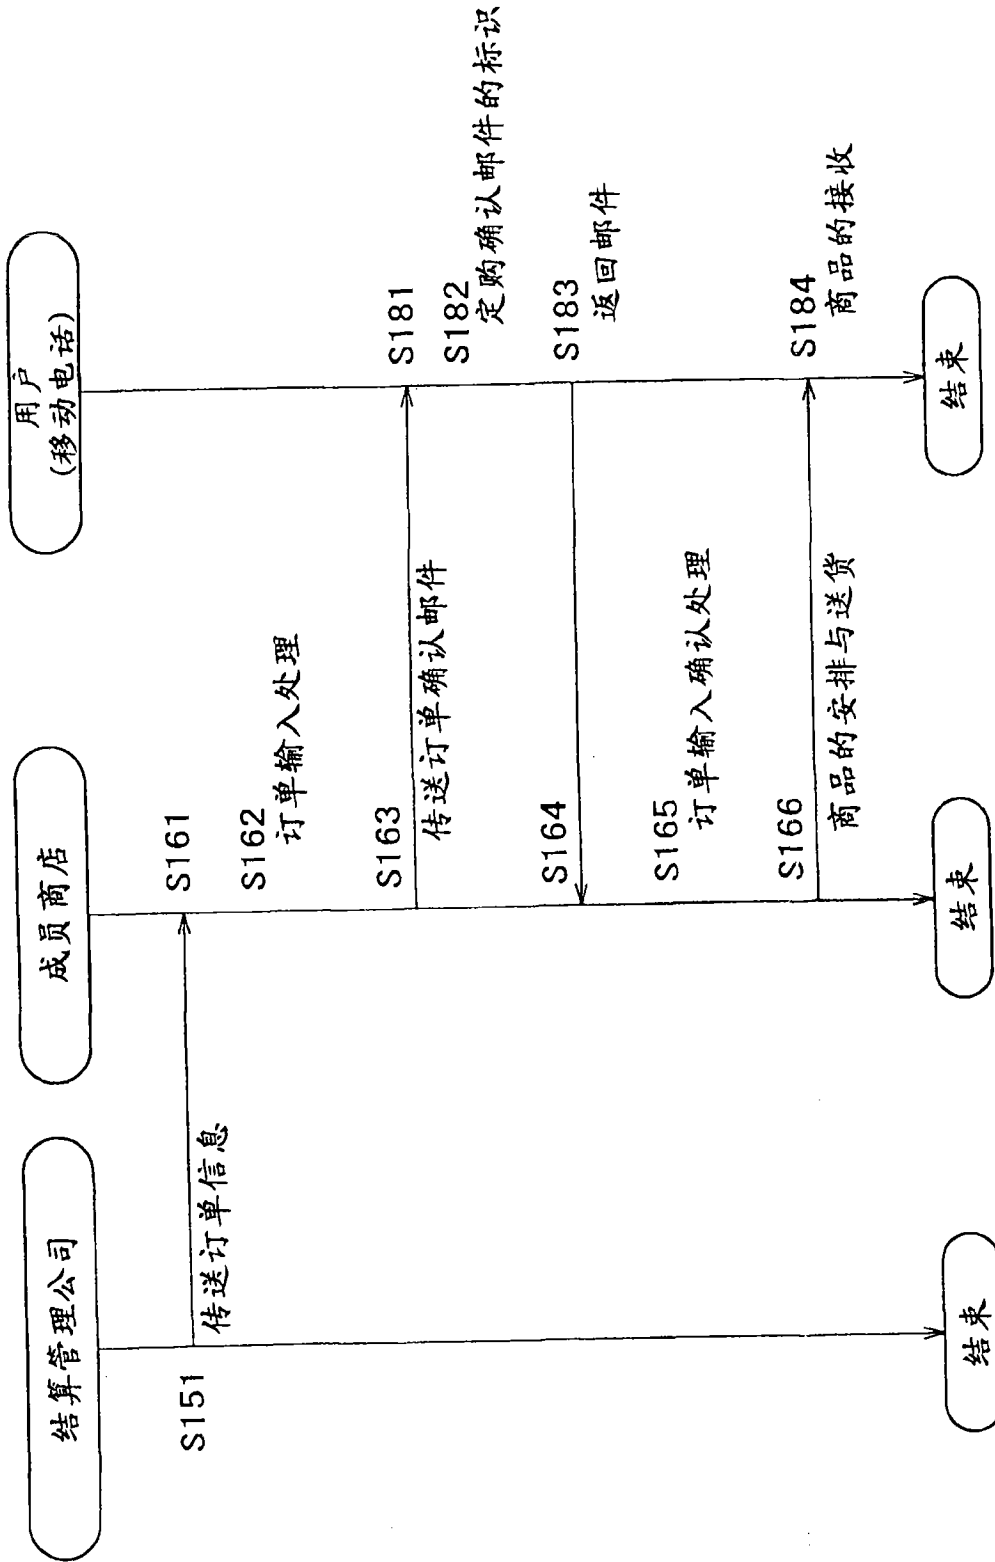 结算管理公司
成员商店
用户
(移动电话)
S151
传送订单信息
S161
S162
订单输入处理
S163
传送订单确认邮件
S181
S182
定购确认邮件的标识
S183
返回邮件
S164
S165
订单输入确认处理
S166
商品的安排与送货
S184
商品的接收
结束
结束
结束